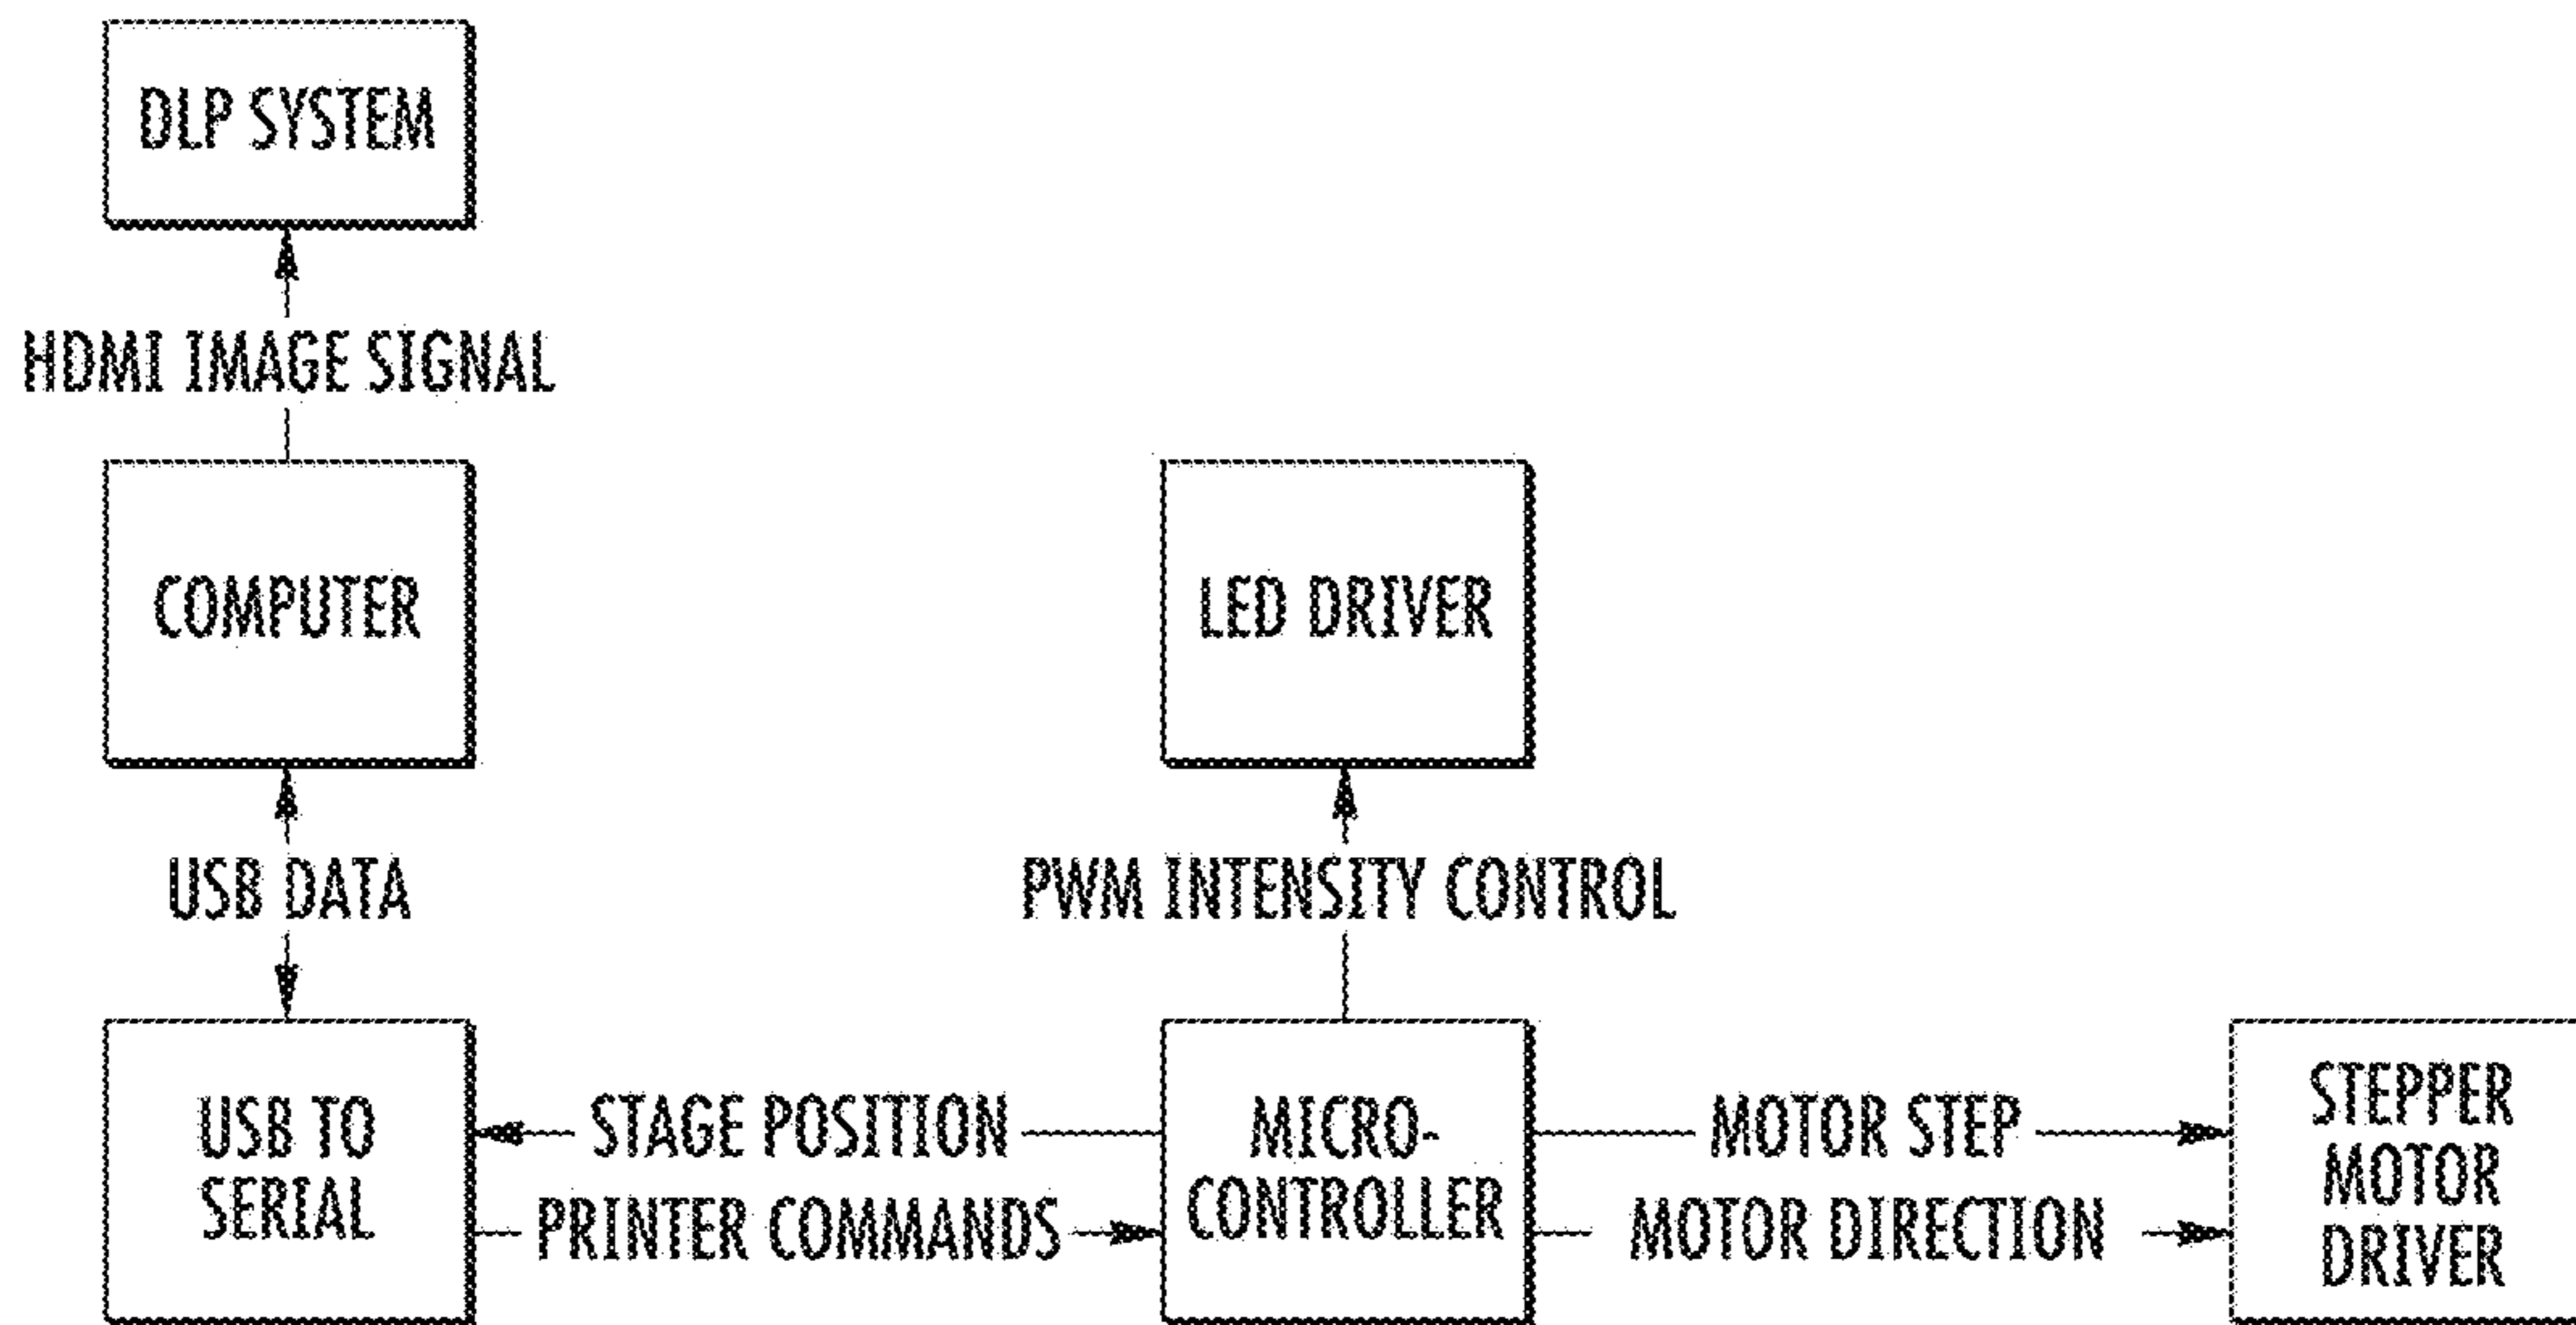 DLP SYSTEM
HDMI IMAGE SIGNAL
COMPUTER
LED DRIVER
USB DATA
PWM INTENSITY CONTROL
USB TO
SERIAL
STAGE POSITION
PRINTER COMMANDS
MICRO-
CONTROLLER
MOTOR STEP
MOTOR DIRECTION
STEPPER
MOTOR
DRIVER